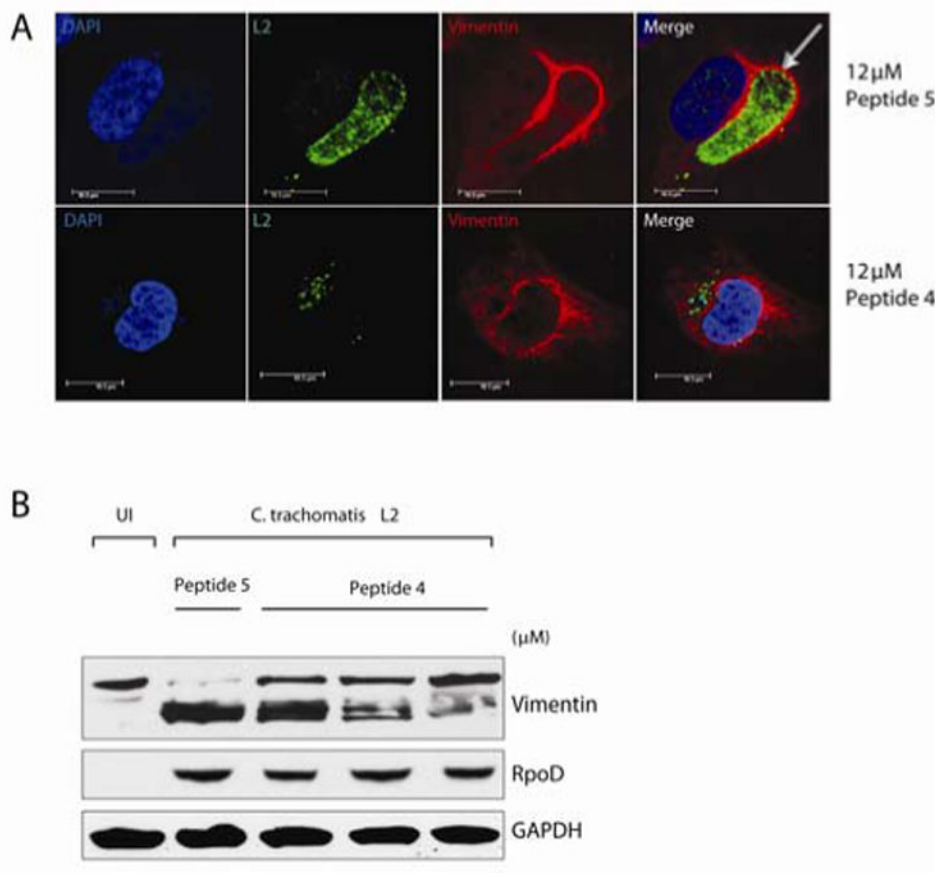 A
DAPI L2 Vimentin Merge
12μM
Peptide 5
DAPI L2 Vimentin Merge
12μM
Peptide 4
B
UI C. trachomatis L2
Peptide 5 Peptide 4
(μM)
Vimentin
RpoD
GAPDH